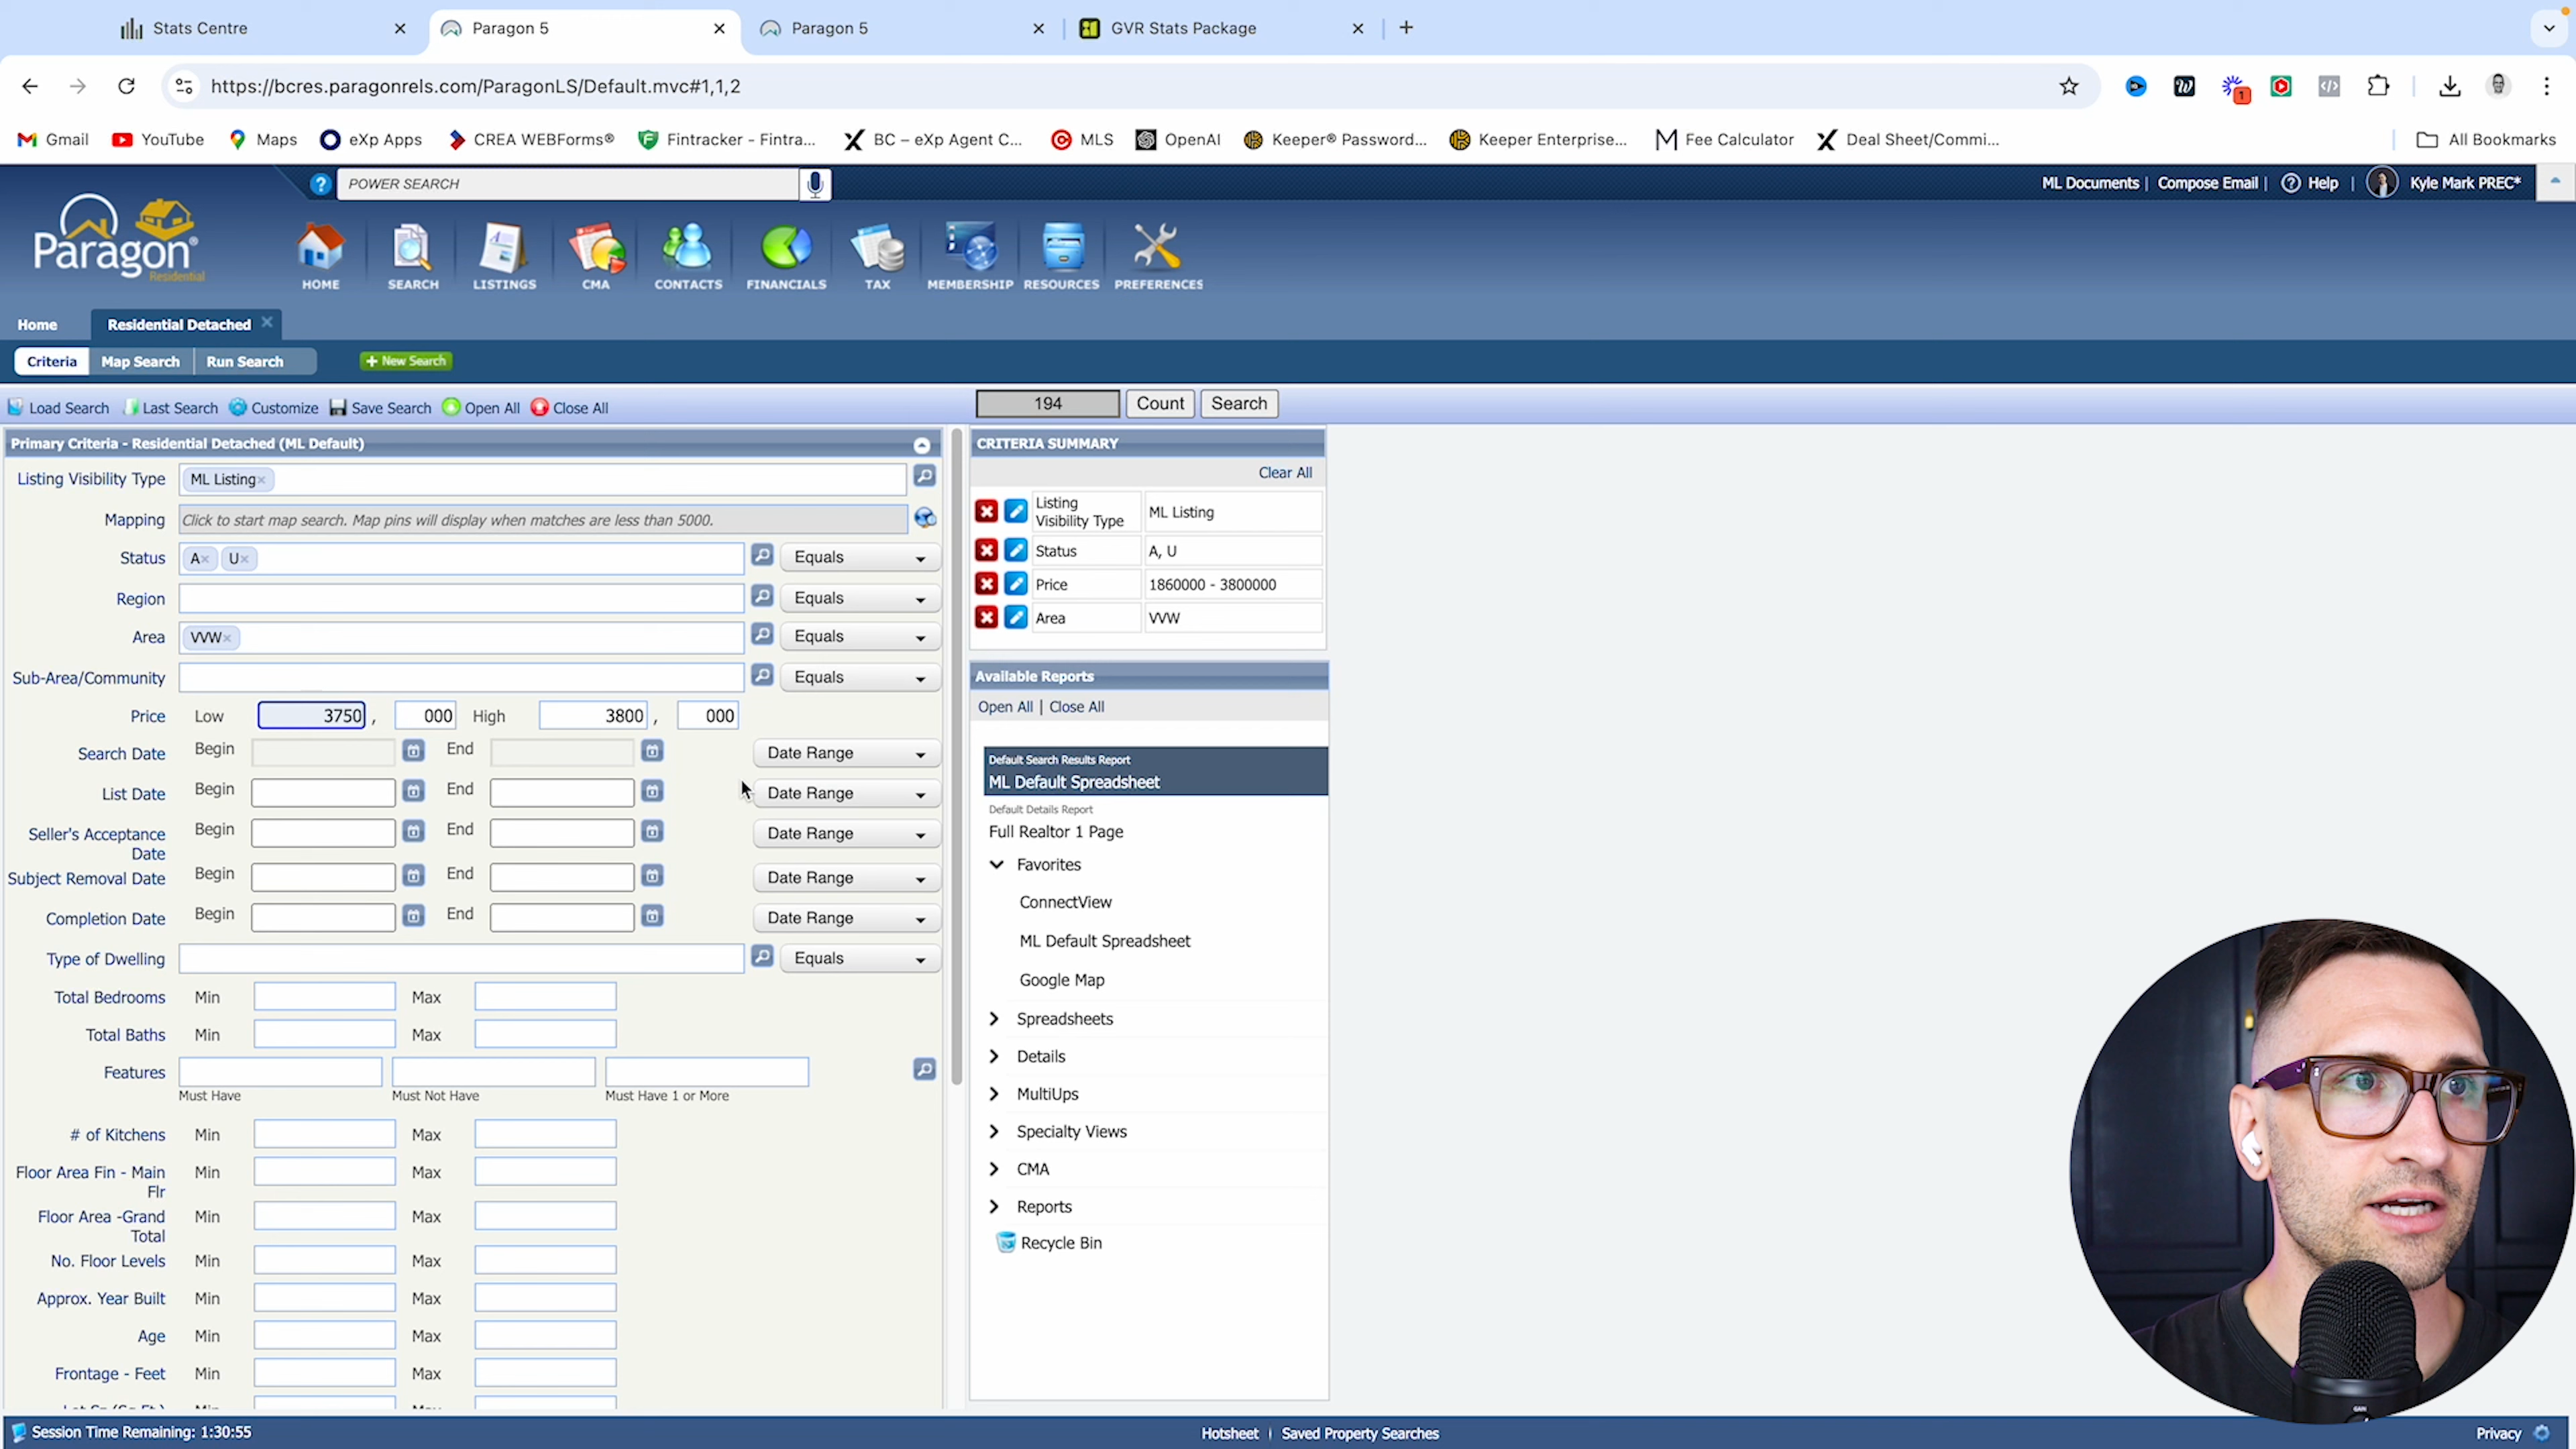 Stats Centre
Paragon 5
Paragon 5
GVR Stats Package
https://bcres.paragonrels.com/ParagonLS/Default.mvc#1,1,2
1
Gmail
YouTube
Maps
eXp Apps
CREA WEBForms®
Fintracker - Fintra...
BC – eXp Agent C...
MLS
OpenAI
Keeper® Password...
Keeper Enterprise...
Fee Calculator
Deal Sheet/Commi...
All Bookmarks
Paragon®
Residential
POWER SEARCH
ML Documents |
Compose Email |
Help |
Kyle Mark PREC*
HOME
SEARCH
LISTINGS
CMA
CONTACTS
FINANCIALS
TAX
MEMBERSHIP
RESOURCES
PREFERENCES
Home
Residential Detached
Criteria
Map Search
Run Search
+ New Search
Load Search
Last Search
Customize
Save Search
Open All
Close All
194
Count
Search
Primary Criteria - Residential Detached (ML Default)
Listing Visibility Type
ML Listing×
Mapping
Click to start map search. Map pins will display when matches are less than 5000.
Status
A×
U×
Equals
Region
Equals
Area
VVW×
Equals
Sub-Area/Community
Equals
Price
Low
3750
,
000
High
3800
,
000
Search Date
Begin
End
Date Range
List Date
Begin
End
Date Range
Seller's Acceptance
Date
Begin
End
Date Range
Subject Removal Date
Begin
End
Date Range
Completion Date
Begin
End
Date Range
Type of Dwelling
Equals
Total Bedrooms
Min
Max
Total Baths
Min
Max
Features
Must Have
Must Not Have
Must Have 1 or More
# of Kitchens
Min
Max
Floor Area Fin - Main
Flr
Min
Max
Floor Area -Grand
Total
Min
Max
No. Floor Levels
Min
Max
Approx. Year Built
Min
Max
Age
Min
Max
Frontage - Feet
Min
Max
CRITERIA SUMMARY
Clear All
Listing
Visibility Type
ML Listing
Status
A, U
Price
1860000 - 3800000
Area
VVW
Available Reports
Open All | Close All
Default Search Results Report
ML Default Spreadsheet
Default Details Report
Full Realtor 1 Page
Favorites
ConnectView
ML Default Spreadsheet
Google Map
Spreadsheets
Details
MultiUps
Specialty Views
CMA
Reports
Recycle Bin
GAIN
Session Time Remaining: 1:30:55
Hotsheet | Saved Property Searches
Privacy